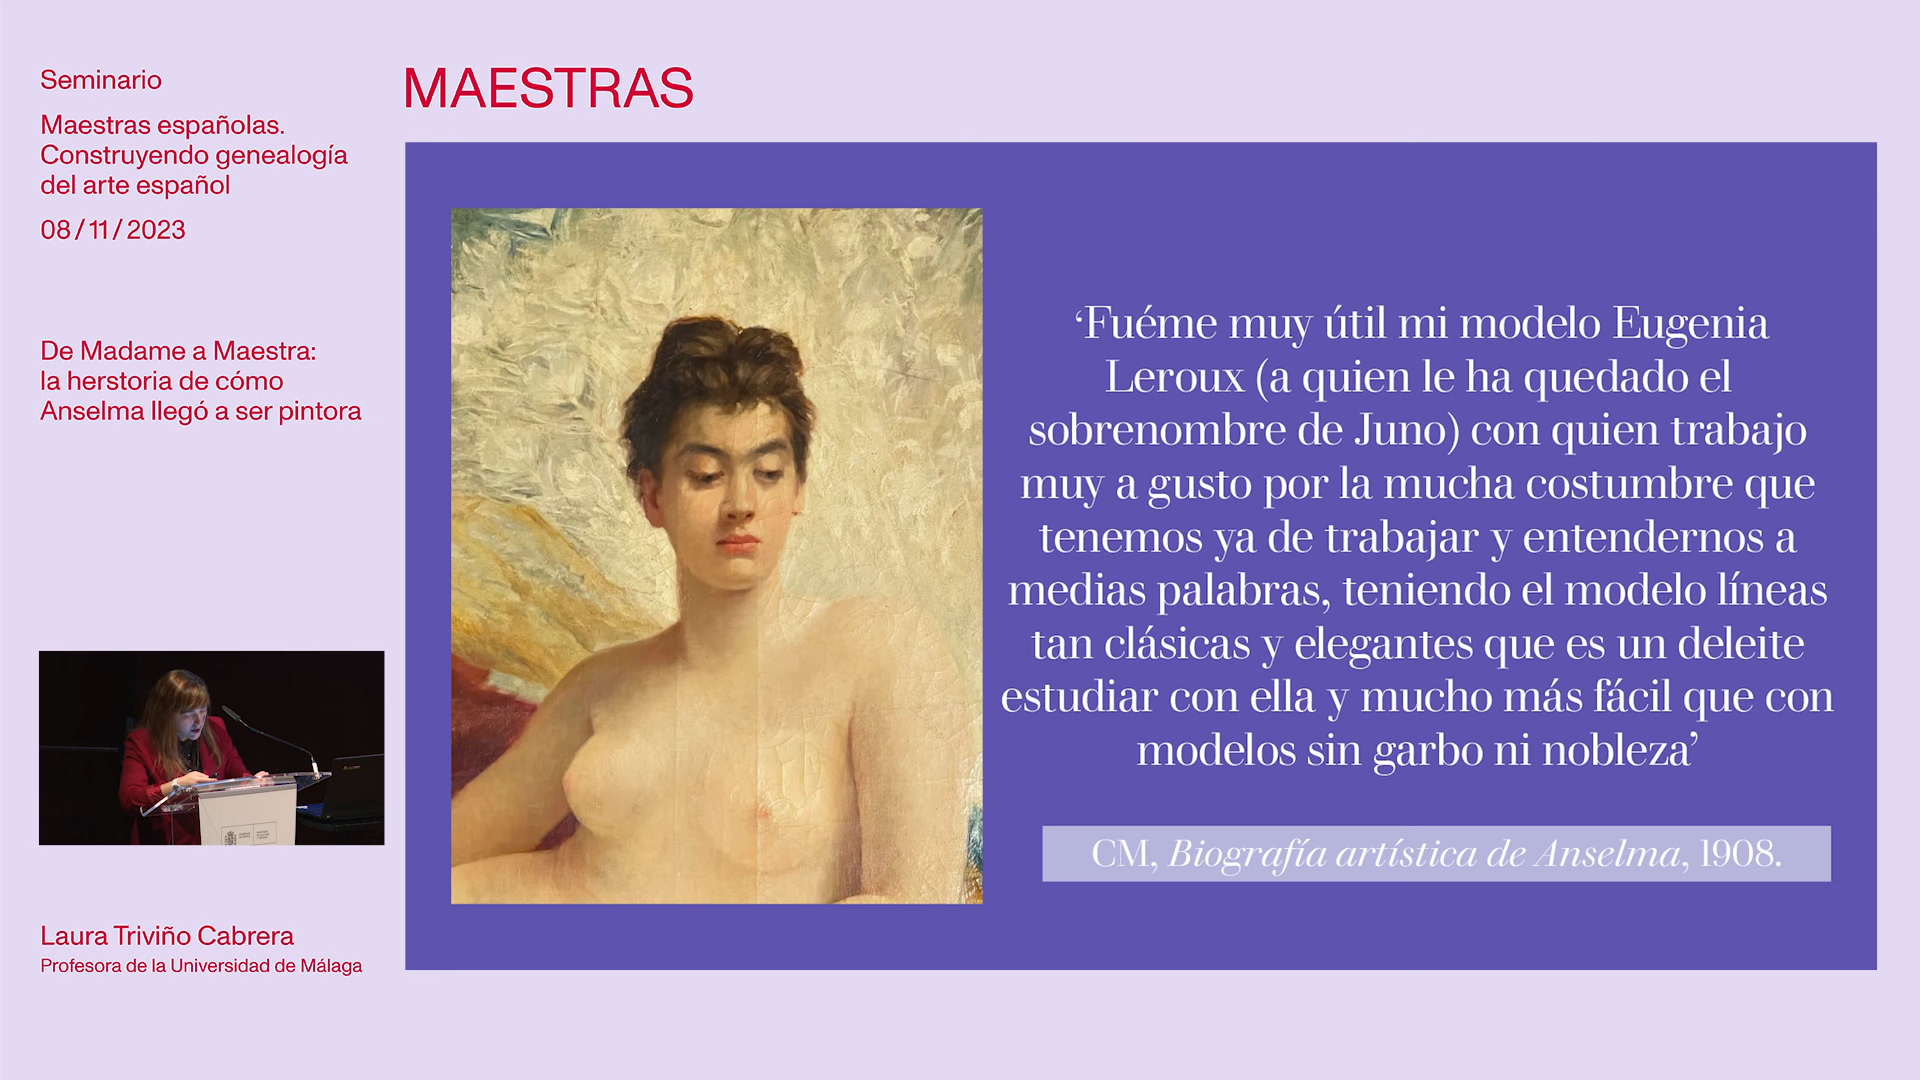 Seminario
Maestras españolas.
Construyendo genealogía
del arte español
08/11/2023
De Madame a Maestra:
la herstoria de cómo
Anselma llegó a ser pintora
Laura Triviño Cabrera
Profesora de la Universidad de Málaga
MAESTRAS
‘Fuéme muy útil mi modelo Eugenia
Leroux (a quien le ha quedado el
sobrenombre de Juno) con quien trabajo
muy a gusto por la mucha costumbre que
tenemos ya de trabajar y entendernos a
medias palabras, teniendo el modelo líneas
tan clásicas y elegantes que es un deleite
estudiar con ella y mucho más fácil que con
modelos sin garbo ni nobleza’
CM, Biografía artística de Anselma, 1908.